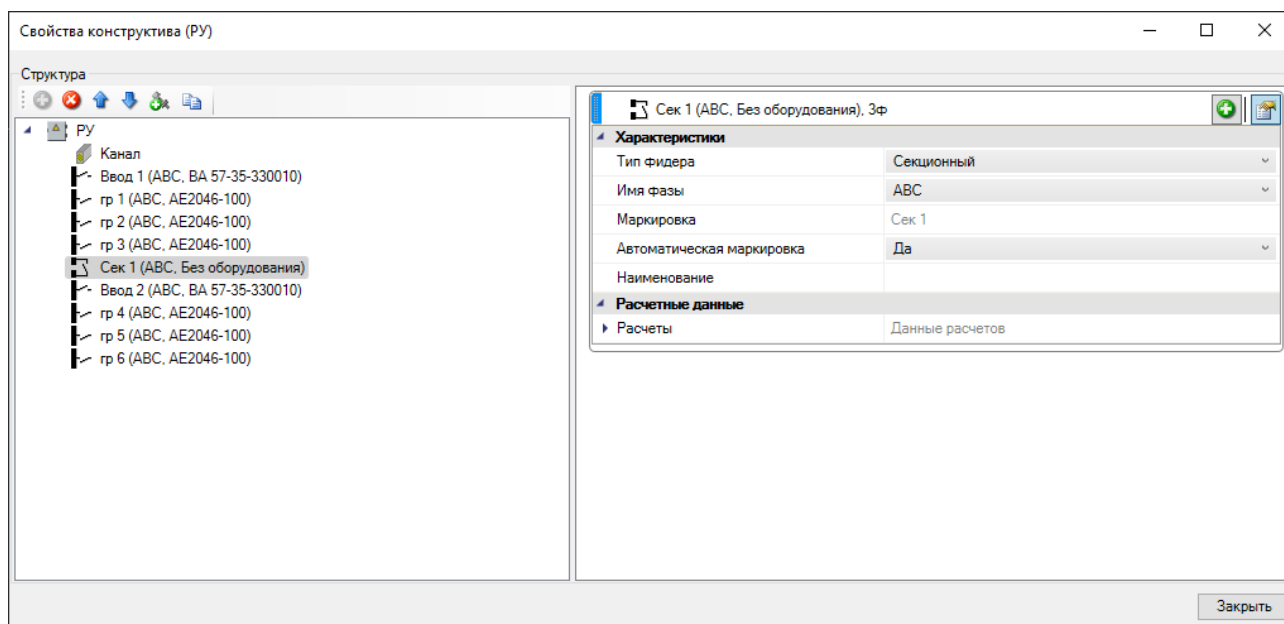 Свойства конструктива (РУ)
Структура
РУ
Канал
Ввод 1 (ABC, ВА 57-35-330010)
гр 1 (ABC, АЕ2046-100)
гр 2 (ABC, АЕ2046-100)
гр 3 (ABC, АЕ2046-100)
Сек 1 (ABC, Без оборудования)
Ввод 2 (ABC, ВА 57-35-330010)
гр 4 (ABC, АЕ2046-100)
гр 5 (ABC, АЕ2046-100)
гр 6 (ABC, АЕ2046-100)
Сек 1 (ABC, Без оборудования), 3ф
Характеристики
Тип фидера Секционный
Имя фазы ABC
Маркировка Сек 1
Автоматическая маркировка Да
Наименование
Расчетные данные
Расчеты Данные расчетов
Закрыть